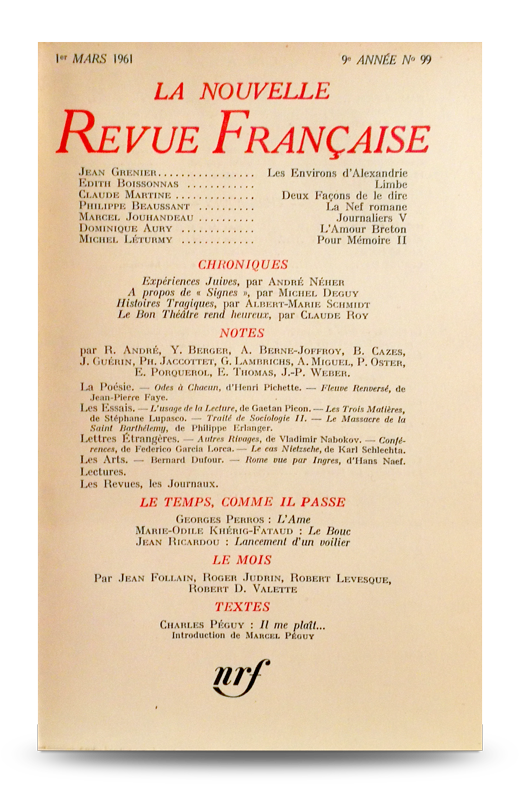 1er MARS 1961 9e ANNÉE No 99
LA NOUVELLE
REVUE FRANÇAISE
JEAN GRENIER................. Les Environs d'Alexandrie
EDITH BOISSONNAS ............ Limbe
CLAUDE MARTINE .............. Deux Façons de le dire
PHILIPPE BEAUSSANT .......... La Nef romane
MARCEL JOUHANDEAU .......... Journaliers V
DOMINIQUE AURY ............. L'Amour Breton
MICHEL LÉTURMY ............. Pour Mémoire II
CHRONIQUES
Expériences Juives, par ANDRÉ NÉHER
A propos de « Signes », par MICHEL DEGUY
Histoires Tragiques, par ALBERT-MARIE SCHMIDT
Le Bon Théâtre rend heureux, par CLAUDE ROY
NOTES
par R. ANDRÉ, Y. BERGER, A. BERNE-JOFFROY, B. CAZES,
J. GUÉRIN, PH. JACCOTTET, G. LAMBRICHS, A. MIGUEL, P. OSTER,
E. PORQUEROL, E. THOMAS, J.-P. WEBER.
La Poésie. — Odes à Chacun, d'Henri Pichette. — Fleuve Renversé, de
Jean-Pierre Faye.
Les Essais. — L'usage de la Lecture, de Gaetan Picon. — Les Trois Matières,
de Stéphane Lupasco. — Traité de Sociologie II. — Le Massacre de la
Saint Barthélemy, de Philippe Erlanger.
Lettres Étrangères. — Autres Rivages, de Vladimir Nabokov. — Confé-
rences, de Federico Garcia Lorca. — Le cas Nietzsche, de Karl Schlechta.
Les Arts. — Bernard Dufour. — Rome vue par Ingres, d'Hans Naef.
Lectures.
Les Revues, les Journaux.
LE TEMPS, COMME IL PASSE
GEORGES PERROS : L'Ame
MARIE-ODILE KHÉRIG-FATAUD : Le Bouc
JEAN RICARDOU : Lancement d'un voilier
LE MOIS
Par JEAN FOLLAIN, ROGER JUDRIN, ROBERT LEVESQUE,
ROBERT D. VALETTE
TEXTES
CHARLES PÉGUY : Il me plaît...
Introduction de MARCEL PÉGUY
nrf